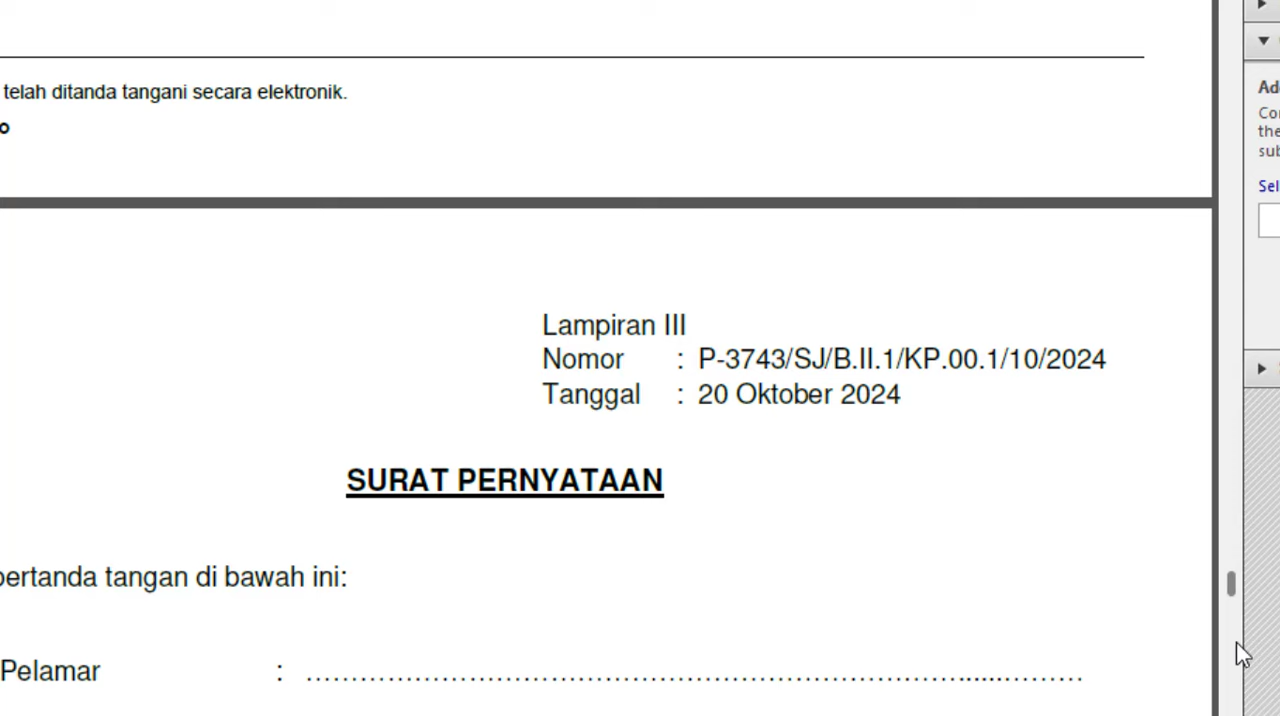 telah ditanda tangani secara elektronik.
Lampiran III
Nomor : P-3743/SJ/B.II.1/KP.00.1/10/2024
Tanggal : 20 Oktober 2024
SURAT PERNYATAAN
bertanda tangan di bawah ini:
Pelamar : ………………………………………………………………......………